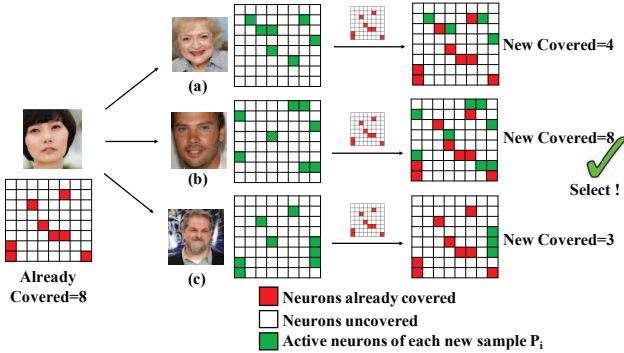 (a)
New Covered=4
(b)
New Covered=8
Select !
(c)
New Covered=3
Already
Covered=8
Neurons already covered
Neurons uncovered
Active neurons of each new sample Pi